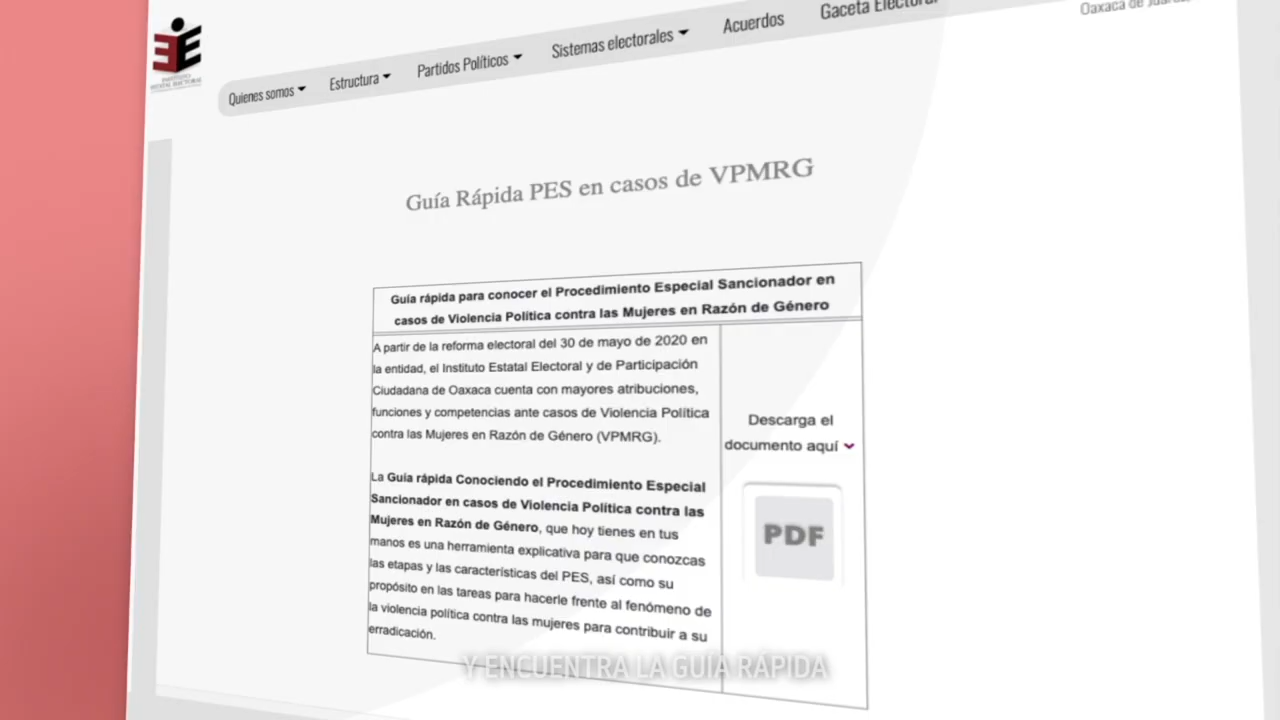 Quienes somos
Estructura
Partidos Políticos
Sistemas electorales
Acuerdos
Gaceta Electoral
Oaxaca de
INSTITUTO
ESTATAL ELECTORAL
Guía Rápida PES en casos de VPMRG
Guía rápida para conocer el Procedimiento Especial Sancionador en
casos de Violencia Política contra las Mujeres en Razón de Género
A partir de la reforma electoral del 30 de mayo de 2020 en
la entidad, el Instituto Estatal Electoral y de Participación
Ciudadana de Oaxaca cuenta con mayores atribuciones,
funciones y competencias ante casos de Violencia Política
contra las Mujeres en Razón de Género (VPMRG).
La Guía rápida Conociendo el Procedimiento Especial
Sancionador en casos de Violencia Política contra las
Mujeres en Razón de Género, que hoy tienes en tus
manos es una herramienta explicativa para que conozcas
las etapas y las características del PES, así como su
propósito en las tareas para hacerle frente al fenómeno de
la violencia política contra las mujeres para contribuir a su
erradicación.
Descarga el
documento aquí
PDF
Y ENCUENTRA LA GUÍA RÁPIDA